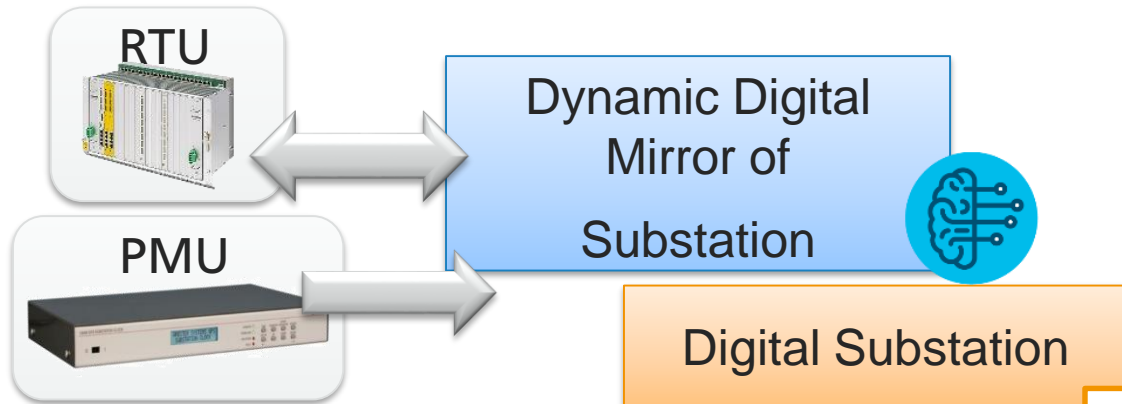 RTU
Dynamic Digital
Mirror of
Substation
PMU
Digital Substation